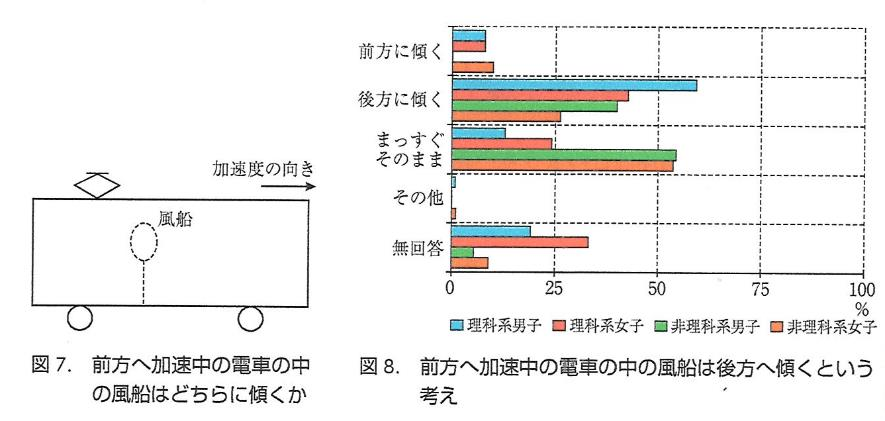 加速度の向き
風船
図7. 前方へ加速中の電車の中
の風船はどちらに傾くか
前方に傾く
後方に傾く
まっすぐ
そのまま
その他
無回答
0 25 50 75 100
%
理科系男子 理科系女子 非理科系男子 非理科系女子
図8. 前方へ加速中の電車の中の風船は後方へ傾くという
考え